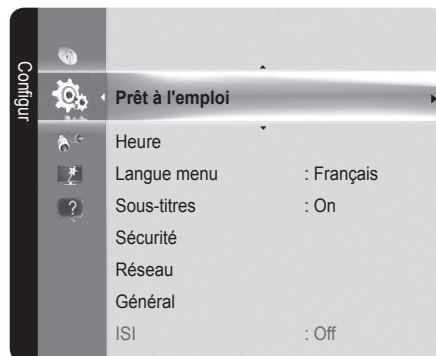 Configur
Prêt à l'emploi
Heure
Langue menu : Français
Sous-titres : On
Sécurité
Réseau
Général
ISI : Off